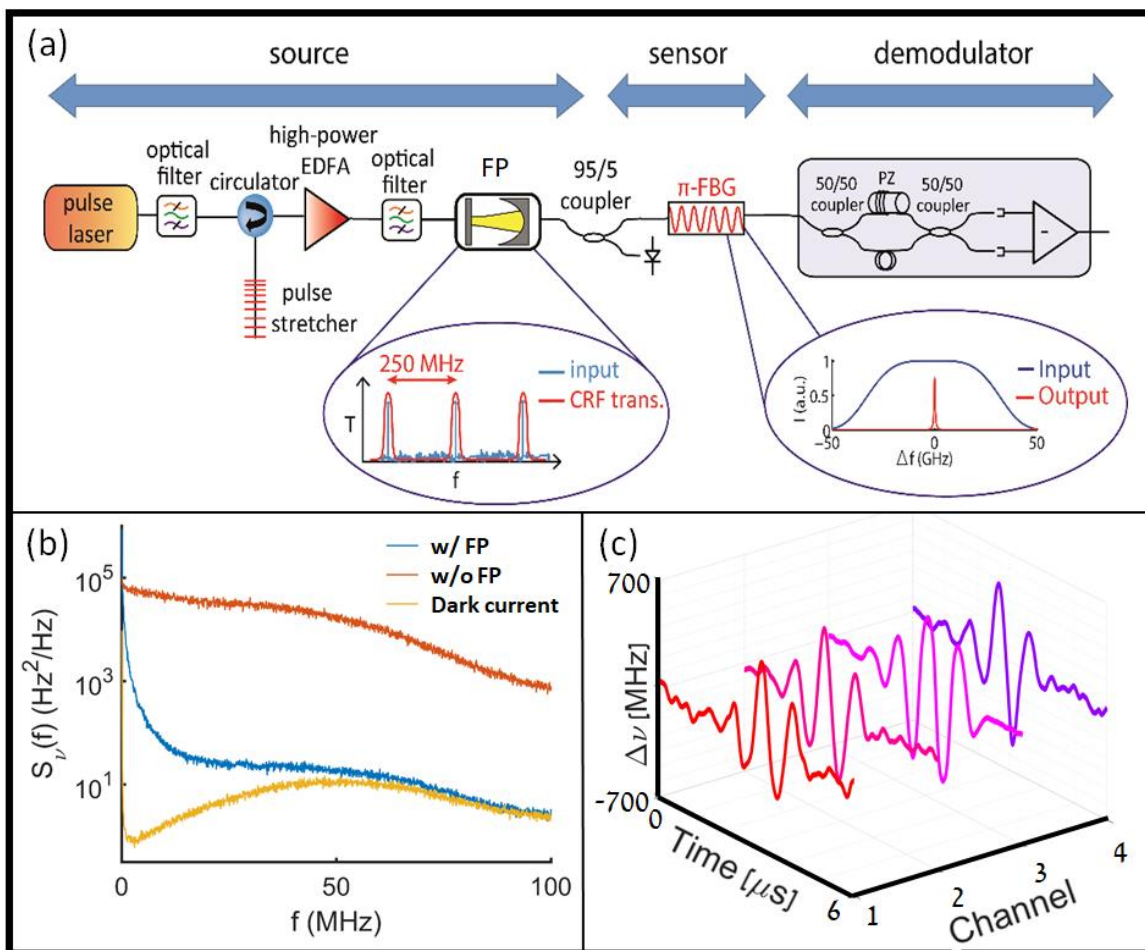 (a)
source
sensor
demodulator
optical
filter
circulator
high-power
EDFA
optical
filter
FP
95/5
coupler
π-FBG
50/50
coupler
PZ
50/50
coupler
pulse
laser
pulse
stretcher
-
250 MHz
input
CRF trans.
T
f
Input
Output
I (a.u.)
1
0.5
0
-50
0
50
Δf (GHz)
(b)
w/ FP
w/o FP
Dark current
S_ν(f) (Hz²/Hz)
10⁵
10³
10¹
0
50
100
f (MHz)
(c)
700
Δν [MHz]
-700
0
Time [μs]
6
1
2
3
4
Channel